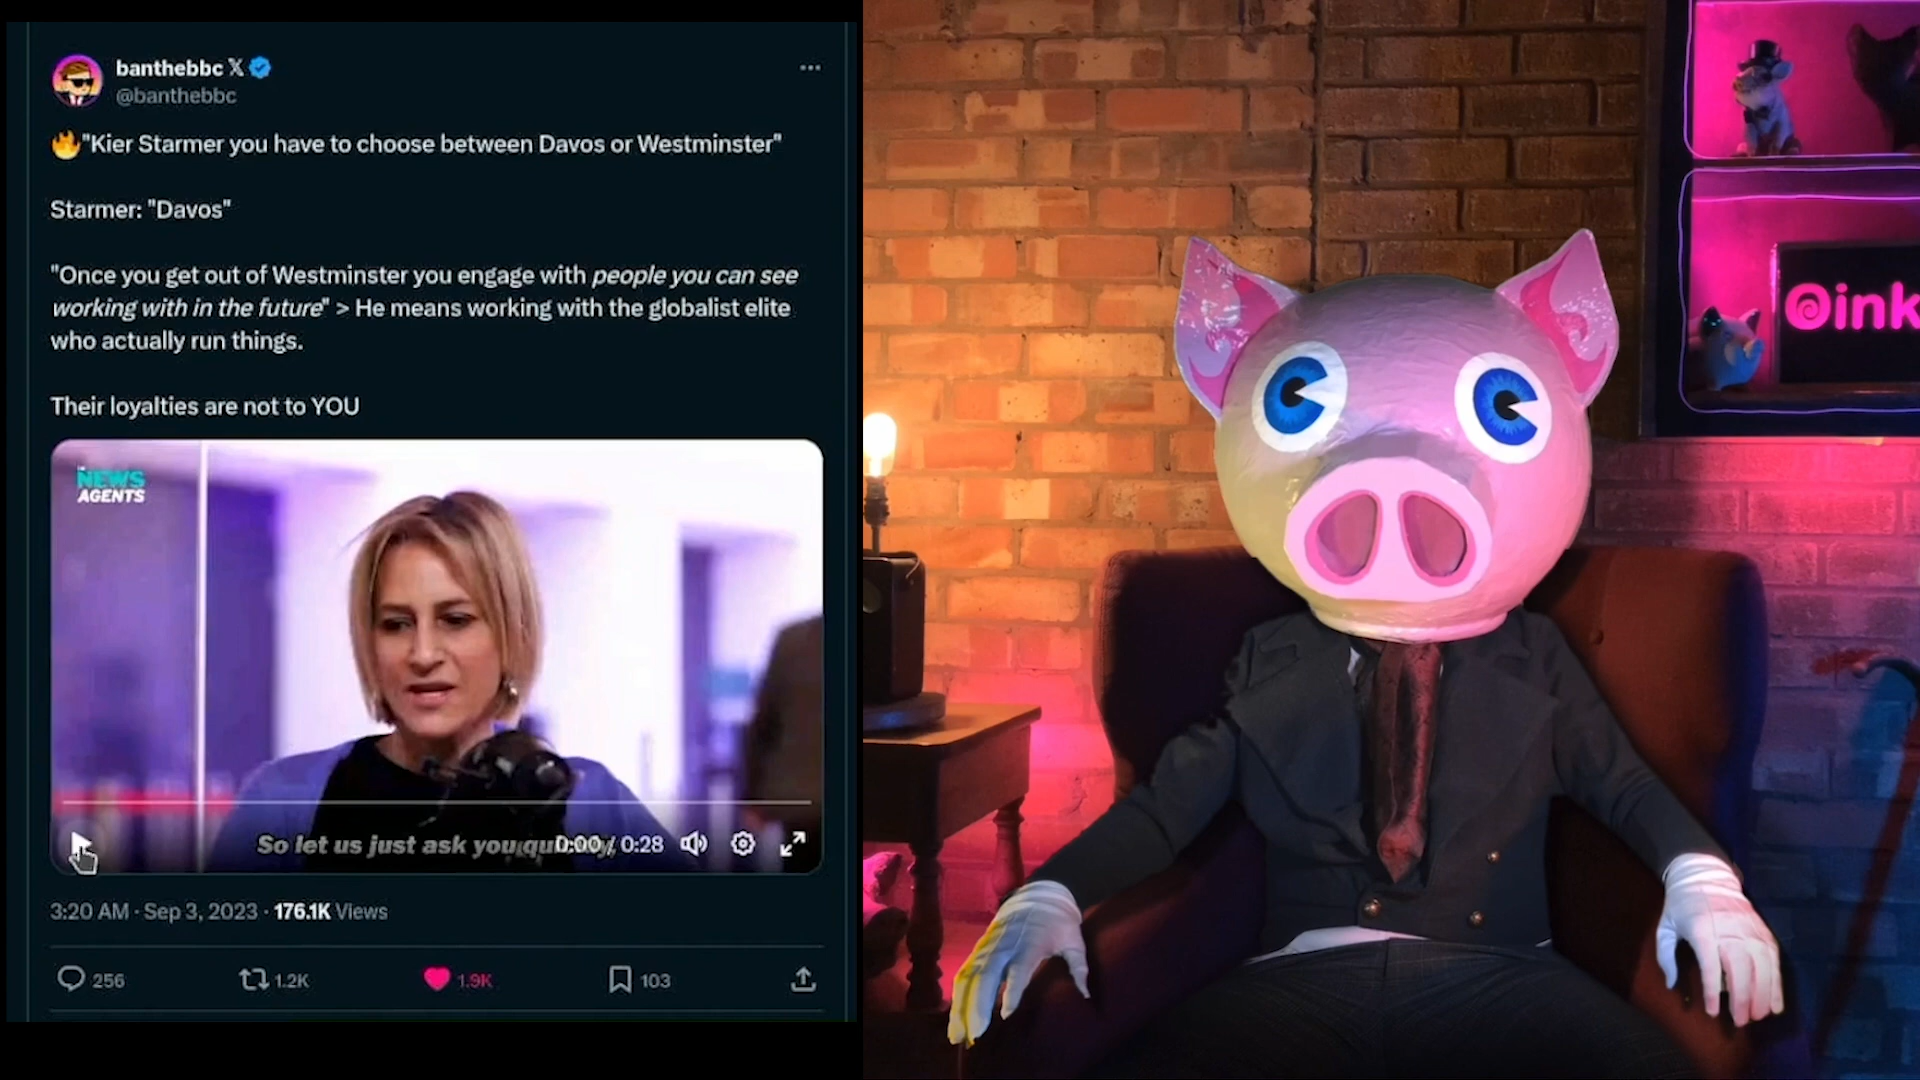 banthebbc X
@banthebbc
🔥"Kier Starmer you have to choose between Davos or Westminster"
Starmer: "Davos"
"Once you get out of Westminster you engage with people you can see
working with in the future" > He means working with the globalist elite
who actually run things.
Their loyalties are not to YOU
NEWS
AGENTS
So let us just ask you
0:00 / 0:28
3:20 AM · Sep 3, 2023 · 176.1K Views
256
1.2K
1.9K
103
Oink